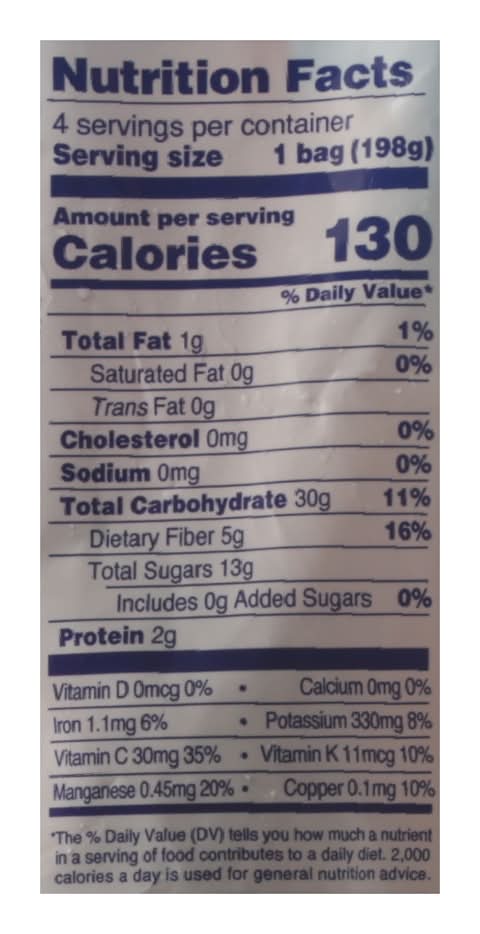 Nutrition Facts
4 servings per container
Serving size 1 bag (198g)
Amount per serving
Calories 130
% Daily Value*
Total Fat 1g 1%
Saturated Fat 0g 0%
Trans Fat 0g
Cholesterol 0mg 0%
Sodium 0mg 0%
Total Carbohydrate 30g 11%
Dietary Fiber 5g 16%
Total Sugars 13g
Includes 0g Added Sugars 0%
Protein 2g
Vitamin D 0mcg 0% • Calcium 0mg 0%
Iron 1.1mg 6% • Potassium 330mg 8%
Vitamin C 30mg 35% • Vitamin K 11mcg 10%
Manganese 0.45mg 20% • Copper 0.1mg 10%
*The % Daily Value (DV) tells you how much a nutrient
in a serving of food contributes to a daily diet. 2,000
calories a day is used for general nutrition advice.